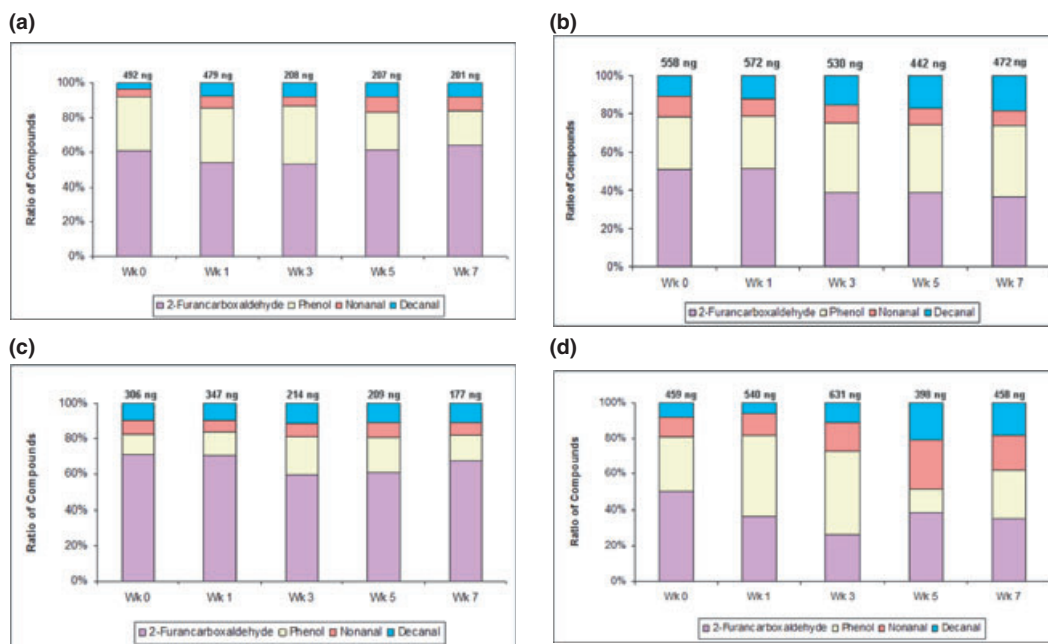 (a)
492 ng 479 ng 208 ng 207 ng 201 ng
100%
80%
60%
40%
20%
0%
Ratio of Compounds
Wk 0 Wk 1 Wk 3 Wk 5 Wk 7
2-Furancarboxaldehyde Phenol Nonanal Decanal
(b)
558 ng 572 ng 530 ng 442 ng 472 ng
100%
80%
60%
40%
20%
0%
Ratio of Compounds
Wk 0 Wk 1 Wk 3 Wk 5 Wk 7
2-Furancarboxaldehyde Phenol Nonanal Decanal
(c)
306 ng 347 ng 214 ng 209 ng 177 ng
100%
80%
60%
40%
20%
0%
Ratio of Compounds
Wk 0 Wk 1 Wk 3 Wk 5 Wk 7
2-Furancarboxaldehyde Phenol Nonanal Decanal
(d)
459 ng 540 ng 631 ng 398 ng 458 ng
100%
80%
60%
40%
20%
0%
Ratio of Compounds
Wk 0 Wk 1 Wk 3 Wk 5 Wk 7
2-Furancarboxaldehyde Phenol Nonanal Decanal